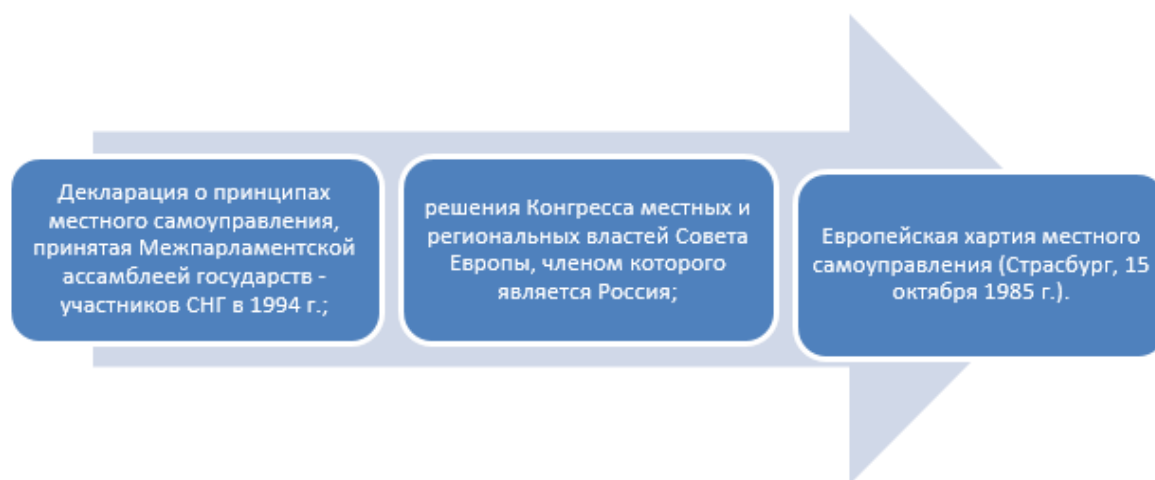 Декларация о принципах
местного самоуправления,
принятая Межпарламентской
ассамблеей государств -
участников СНГ в 1994 г.;
решения Конгресса местных и
региональных властей Совета
Европы, членом которого
является Россия;
Европейская хартия местного
самоуправления (Страсбург, 15
октября 1985 г.).